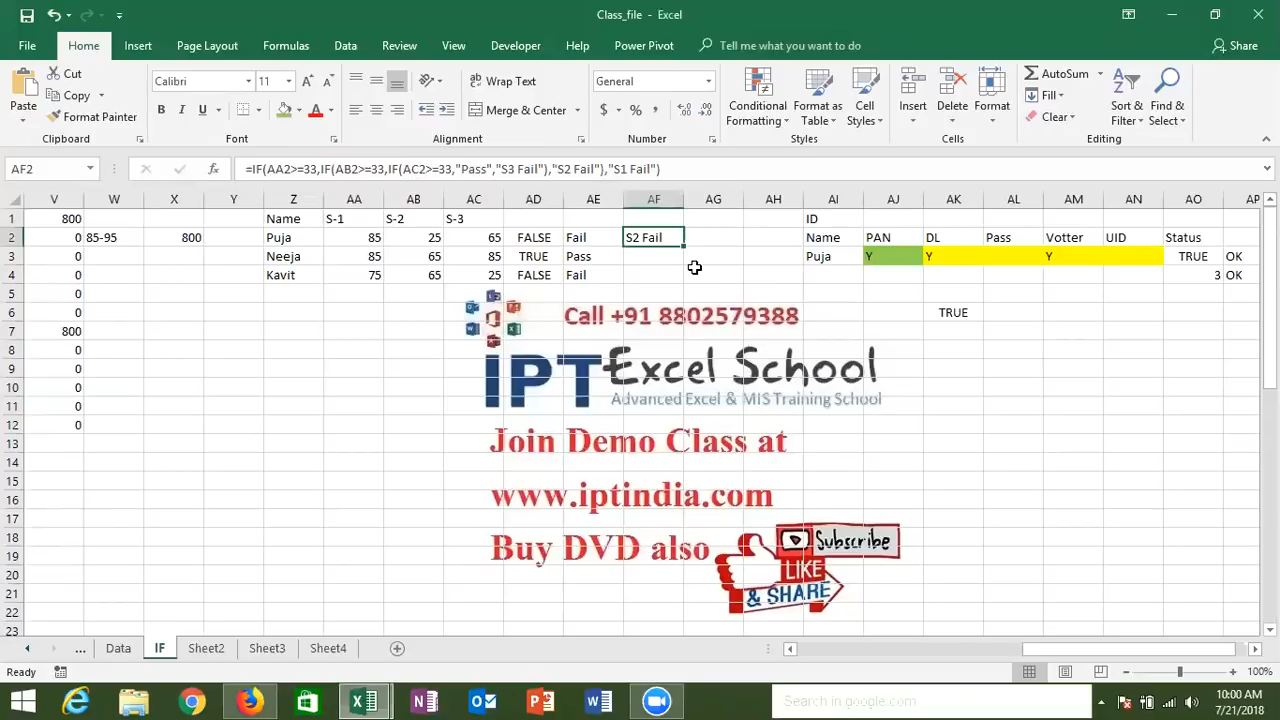 Class_file - Excel
File Home Insert Page Layout Formulas Data Review View Developer Help Power Pivot Tell me what you want to do Share
Paste Cut Copy Format Painter Clipboard
Calibri 11 A A B I U A Font
Wrap Text Merge & Center Alignment
General $ % , Number
Conditional Formatting Format as Table Cell Styles Styles
Insert Delete Format Cells
AutoSum Fill Clear Sort & Filter Find & Select Editing
AF2 fx =IF(AA2>=33,IF(AB2>=33,IF(AC2>=33,"Pass","S3 Fail"),"S2 Fail"),"S1 Fail")
V W X Y Z AA AB AC AD AE AF AG AH AI AJ AK AL AM AN AO AP
1 800 Name S-1 S-2 S-3 ID
2 0 85-95 800 Puja 85 25 65 FALSE Fail S2 Fail Name PAN DL Pass Votter UID Status
3 0 Neeja 85 65 85 TRUE Pass Puja Y Y Y TRUE OK
4 0 Kavit 75 65 25 FALSE Fail 3 OK
5 0
6 0 TRUE
7 800
8 0
9 0
10 0
11 0
12 0
13
14
15
16
17
18
19
20
21
22
23
Call +91 8802579388
IPT Excel School
Advanced Excel & MIS Training School
Join Demo Class at
www.iptindia.com
Buy DVD also
Subscribe
LIKE
& SHARE
... Data IF Sheet2 Sheet3 Sheet4
Ready 100%
Search in google.com
10:00 AM
7/21/2018